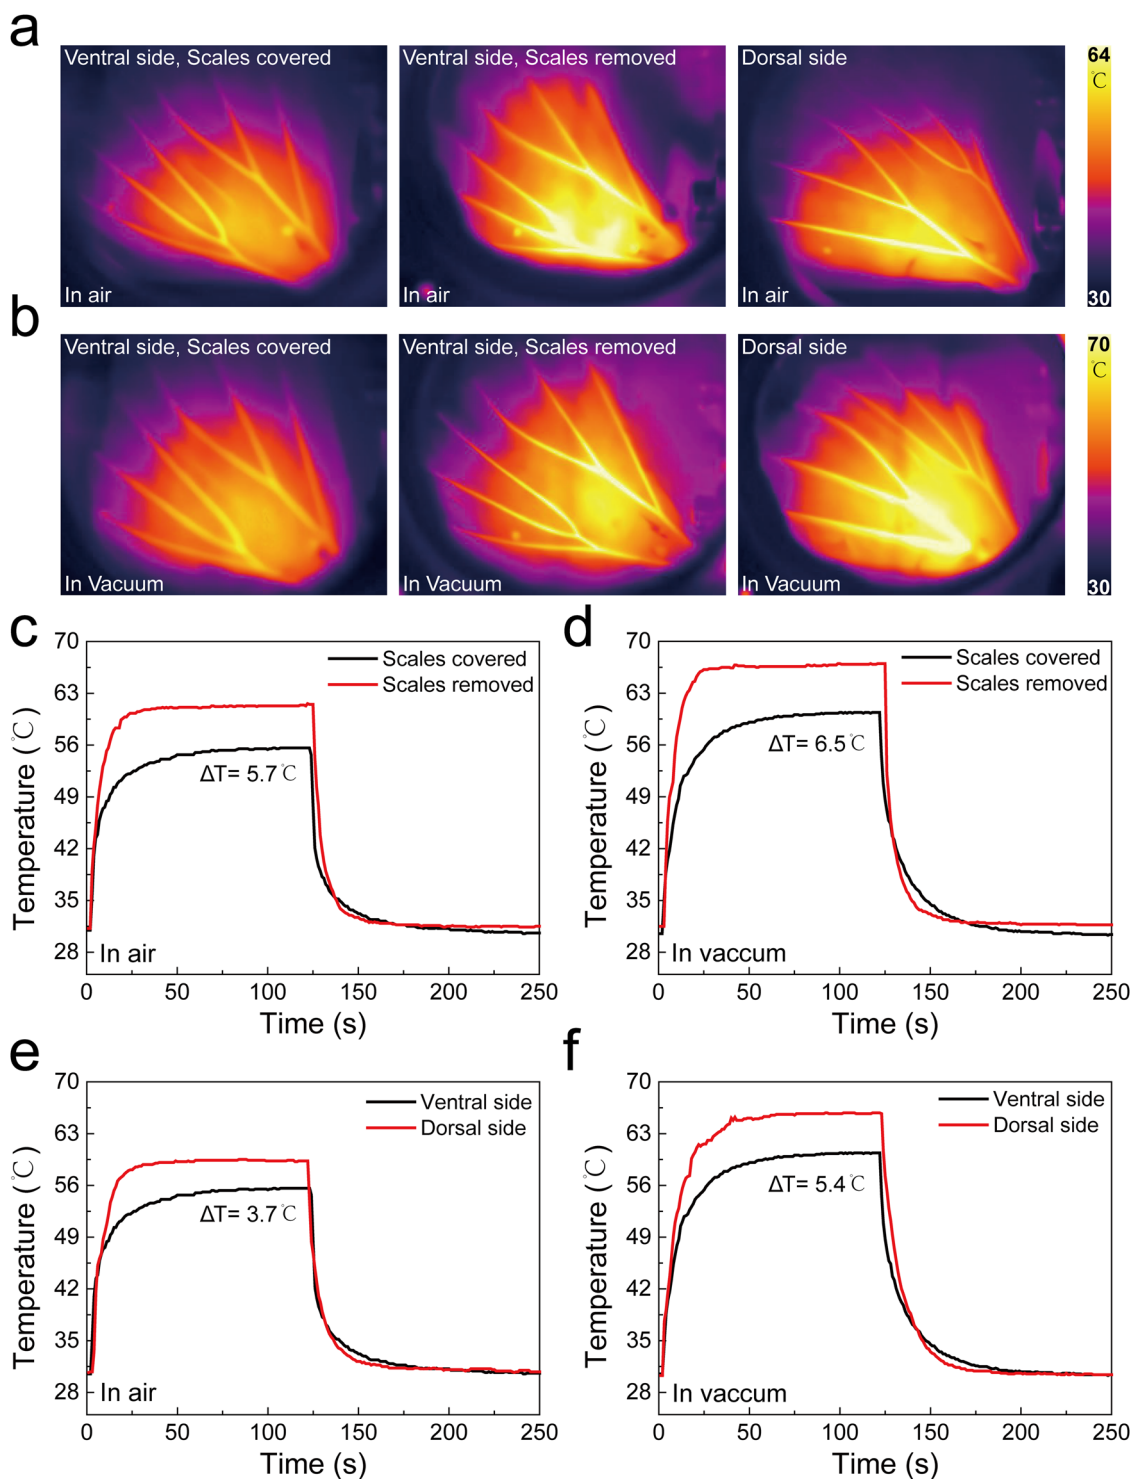 a
Ventral side, Scales covered
Ventral side, Scales removed
Dorsal side
64
℃
In air
In air
In air
30
b
Ventral side, Scales covered
Ventral side, Scales removed
Dorsal side
70
℃
In Vacuum
In Vacuum
In Vacuum
30
c
70
63
56
49
42
35
28
Temperature (℃)
Scales covered
Scales removed
ΔT= 5.7℃
In air
0 50 100 150 200 250
Time (s)
d
70
63
56
49
42
35
28
Temperature (℃)
Scales covered
Scales removed
ΔT= 6.5℃
In vaccum
0 50 100 150 200 250
Time (s)
e
70
63
56
49
42
35
28
Temperature (℃)
Ventral side
Dorsal side
ΔT= 3.7℃
In air
0 50 100 150 200 250
Time (s)
f
70
63
56
49
42
35
28
Temperature (℃)
Ventral side
Dorsal side
ΔT= 5.4℃
In vaccum
0 50 100 150 200 250
Time (s)